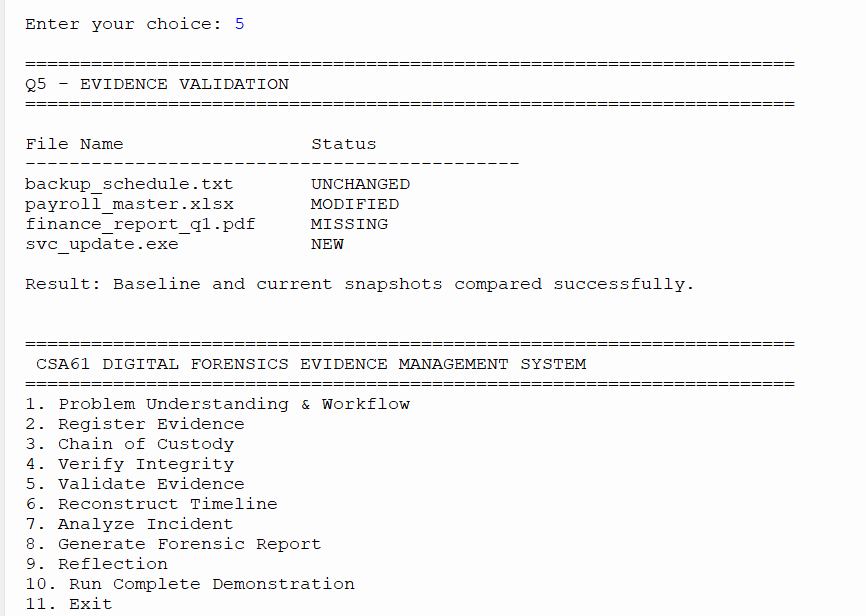 Enter your choice: 5
======================================================================
Q5 - EVIDENCE VALIDATION
======================================================================
File Name                 Status
---------------------------------------------
backup_schedule.txt       UNCHANGED
payroll_master.xlsx       MODIFIED
finance_report_q1.pdf     MISSING
svc_update.exe            NEW
Result: Baseline and current snapshots compared successfully.
======================================================================
 CSA61 DIGITAL FORENSICS EVIDENCE MANAGEMENT SYSTEM
======================================================================
1. Problem Understanding & Workflow
2. Register Evidence
3. Chain of Custody
4. Verify Integrity
5. Validate Evidence
6. Reconstruct Timeline
7. Analyze Incident
8. Generate Forensic Report
9. Reflection
10. Run Complete Demonstration
11. Exit